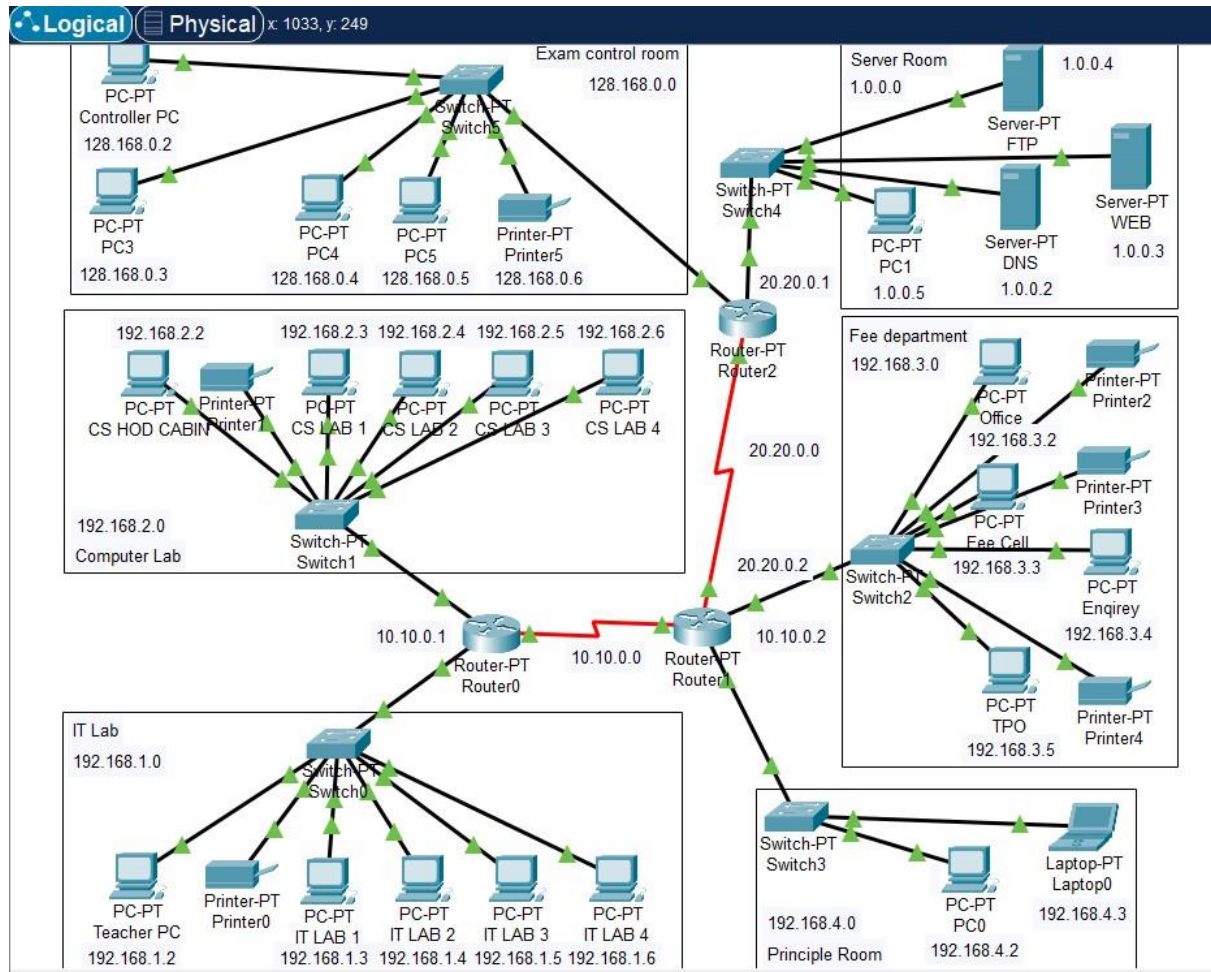 Logical Physical x: 1033, y: 249
Exam control room
128.168.0.0
PC-PT
Controller PC
128.168.0.2
Switch-PT
Switch5
PC-PT
PC3
128.168.0.3
PC-PT
PC4
128.168.0.4
PC-PT
PC5
128.168.0.5
Printer-PT
Printer5
128.168.0.6
Server Room
1.0.0.0
1.0.0.4
Server-PT
FTP
Switch-PT
Switch4
Server-PT
WEB
1.0.0.3
PC-PT
PC1
1.0.0.5
Server-PT
DNS
1.0.0.2
20.20.0.1
Router-PT
Router2
192.168.2.2
192.168.2.3
192.168.2.4
192.168.2.5
192.168.2.6
PC-PT
CS HOD CABIN
Printer-PT
Printer1
PC-PT
CS LAB 1
PC-PT
CS LAB 2
PC-PT
CS LAB 3
PC-PT
CS LAB 4
192.168.2.0
Computer Lab
Switch-PT
Switch1
Fee department
192.168.3.0
PC-PT
Office
192.168.3.2
Printer-PT
Printer2
Printer-PT
Printer3
PC-PT
Fee Cell
192.168.3.3
Switch-PT
Switch2
PC-PT
Enqirey
192.168.3.4
PC-PT
TPO
192.168.3.5
Printer-PT
Printer4
20.20.0.0
20.20.0.2
10.10.0.1
Router-PT
Router0
10.10.0.0
Router-PT
Router1
10.10.0.2
IT Lab
192.168.1.0
Switch-PT
Switch0
PC-PT
Teacher PC
192.168.1.2
Printer-PT
Printer0
PC-PT
IT LAB 1
192.168.1.3
PC-PT
IT LAB 2
192.168.1.4
PC-PT
IT LAB 3
192.168.1.5
PC-PT
IT LAB 4
192.168.1.6
Switch-PT
Switch3
192.168.4.0
Principle Room
PC-PT
PC0
192.168.4.2
Laptop-PT
Laptop0
192.168.4.3